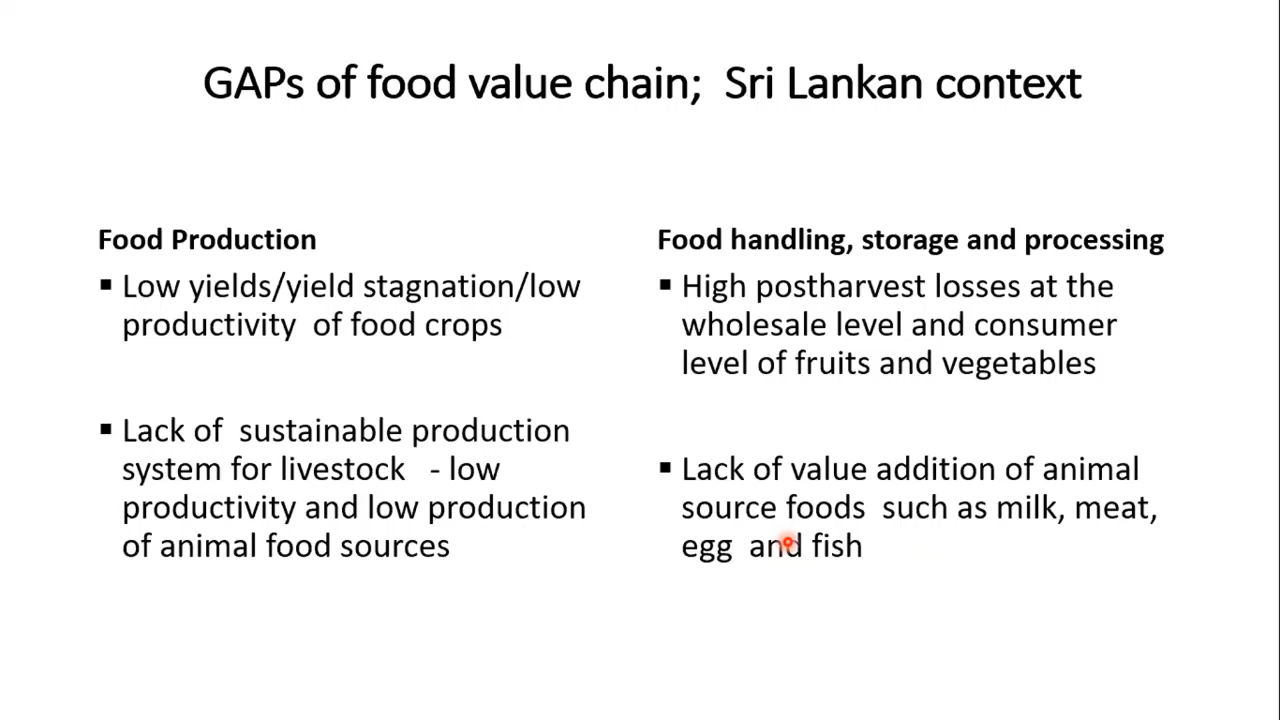 GAPs of food value chain;  Sri Lankan context
Food Production
▪ Low yields/yield stagnation/low
productivity  of food crops
▪ Lack of  sustainable production
system for livestock   - low
productivity and low production
of animal food sources
Food handling, storage and processing
▪ High postharvest losses at the
wholesale level and consumer
level of fruits and vegetables
▪ Lack of value addition of animal
source foods  such as milk, meat,
egg  and fish